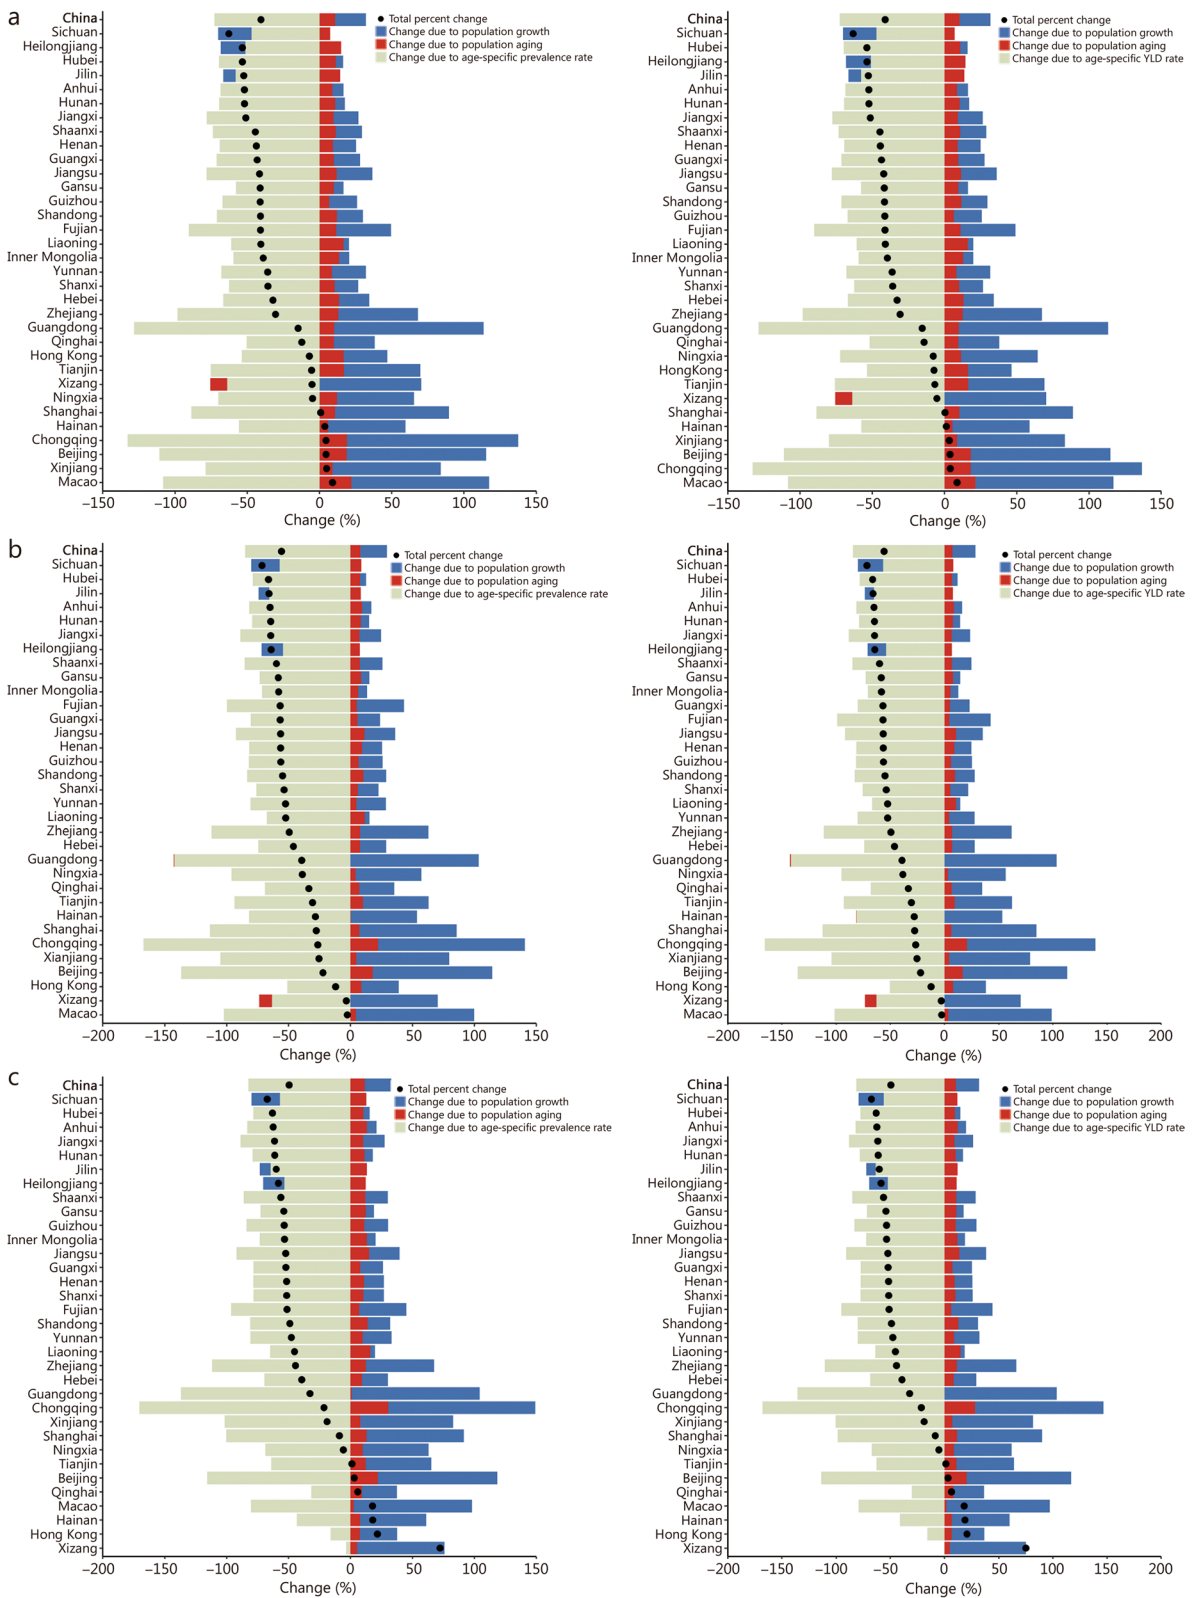 a
China
Sichuan
Heilongjiang
Hubei
Jilin
Anhui
Hunan
Jiangxi
Shaanxi
Henan
Guangxi
Jiangsu
Gansu
Guizhou
Shandong
Fujian
Liaoning
Inner Mongolia
Yunnan
Shanxi
Hebei
Zhejiang
Guangdong
Qinghai
Hong Kong
Tianjin
Xizang
Ningxia
Shanghai
Hainan
Chongqing
Beijing
Xinjiang
Macao
−150 −100 −50 0 50 100 150
Change (%)
Total percent change
Change due to population growth
Change due to population aging
Change due to age-specific prevalence rate
China
Sichuan
Hubei
Heilongjiang
Jilin
Anhui
Hunan
Jiangxi
Shaanxi
Henan
Guangxi
Jiangsu
Gansu
Shandong
Guizhou
Fujian
Liaoning
Inner Mongolia
Yunnan
Shanxi
Hebei
Zhejiang
Guangdong
Qinghai
Ningxia
HongKong
Tianjin
Xizang
Shanghai
Hainan
Xinjiang
Beijing
Chongqing
Macao
−150 −100 −50 0 50 100 150
Change (%)
Total percent change
Change due to population growth
Change due to population aging
Change due to age-specific YLD rate
b
China
Sichuan
Hubei
Jilin
Anhui
Hunan
Jiangxi
Heilongjiang
Shaanxi
Gansu
Inner Mongolia
Fujian
Guangxi
Jiangsu
Henan
Guizhou
Shandong
Shanxi
Yunnan
Liaoning
Zhejiang
Hebei
Guangdong
Ningxia
Qinghai
Tianjin
Hainan
Shanghai
Chongqing
Xianjiang
Beijing
Hong Kong
Xizang
Macao
−200 −150 −100 −50 0 50 100 150
Change (%)
Total percent change
Change due to population growth
Change due to population aging
Change due to age-specific prevalence rate
China
Sichuan
Hubei
Jilin
Anhui
Hunan
Jiangxi
Heilongjiang
Shaanxi
Gansu
Inner Mongolia
Guangxi
Fujian
Jiangsu
Henan
Guizhou
Shandong
Shanxi
Liaoning
Yunnan
Zhejiang
Hebei
Guangdong
Ningxia
Qinghai
Tianjin
Hainan
Shanghai
Chongqing
Xianjiang
Beijing
Hong Kong
Xizang
Macao
−200 −150 −100 −50 0 50 100 150 200
Change (%)
Total percent change
Change due to population growth
Change due to population aging
Change due to age-specific YLD rate
c
China
Sichuan
Hubei
Anhui
Jiangxi
Hunan
Jilin
Heilongjiang
Shaanxi
Gansu
Guizhou
Inner Mongolia
Jiangsu
Guangxi
Henan
Shanxi
Fujian
Shandong
Yunnan
Liaoning
Zhejiang
Hebei
Guangdong
Chongqing
Xinjiang
Shanghai
Ningxia
Tianjin
Beijing
Qinghai
Macao
Hainan
Hong Kong
Xizang
−200 −150 −100 −50 0 50 100 150
Change (%)
Total percent change
Change due to population growth
Change due to population aging
Change due to age-specific prevalence rate
China
Sichuan
Hubei
Anhui
Jiangxi
Hunan
Jilin
Heilongjiang
Shaanxi
Gansu
Guizhou
Inner Mongolia
Jiangsu
Guangxi
Henan
Shanxi
Fujian
Shandong
Yunnan
Liaoning
Zhejiang
Hebei
Guangdong
Chongqing
Xinjiang
Shanghai
Ningxia
Tianjin
Beijing
Qinghai
Macao
Hainan
Hong Kong
Xizang
−200 −150 −100 −50 0 50 100 150 200
Change (%)
Total percent change
Change due to population growth
Change due to population aging
Change due to age-specific YLD rate